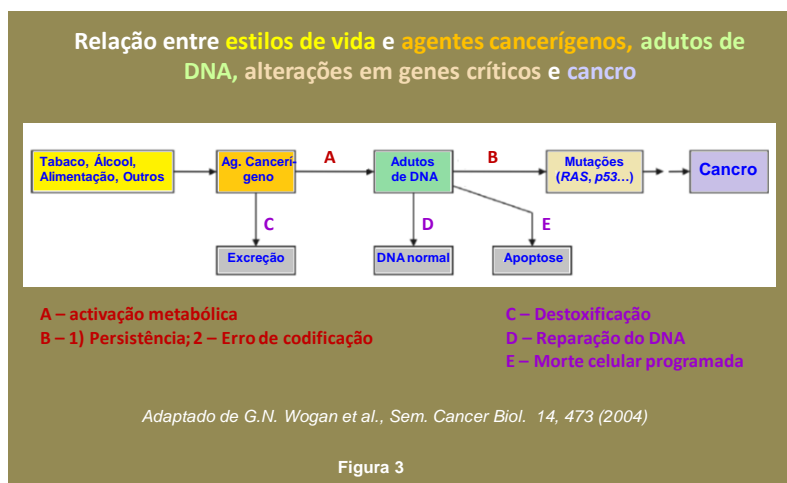 Relação entre estilos de vida e agentes cancerígenos, adutos de
DNA, alterações em genes críticos e cancro
Tabaco, Álcool,
Alimentação, Outros
Ag. Cancerí-
geno
A
Adutos
de DNA
B
Mutações
(RAS, p53...)
Cancro
C
D
E
Excreção
DNA normal
Apoptose
A – activação metabólica
B – 1) Persistência; 2 – Erro de codificação
C – Destoxificação
D – Reparação do DNA
E – Morte celular programada
Adaptado de G.N. Wogan et al., Sem. Cancer Biol. 14, 473 (2004)
Figura 3